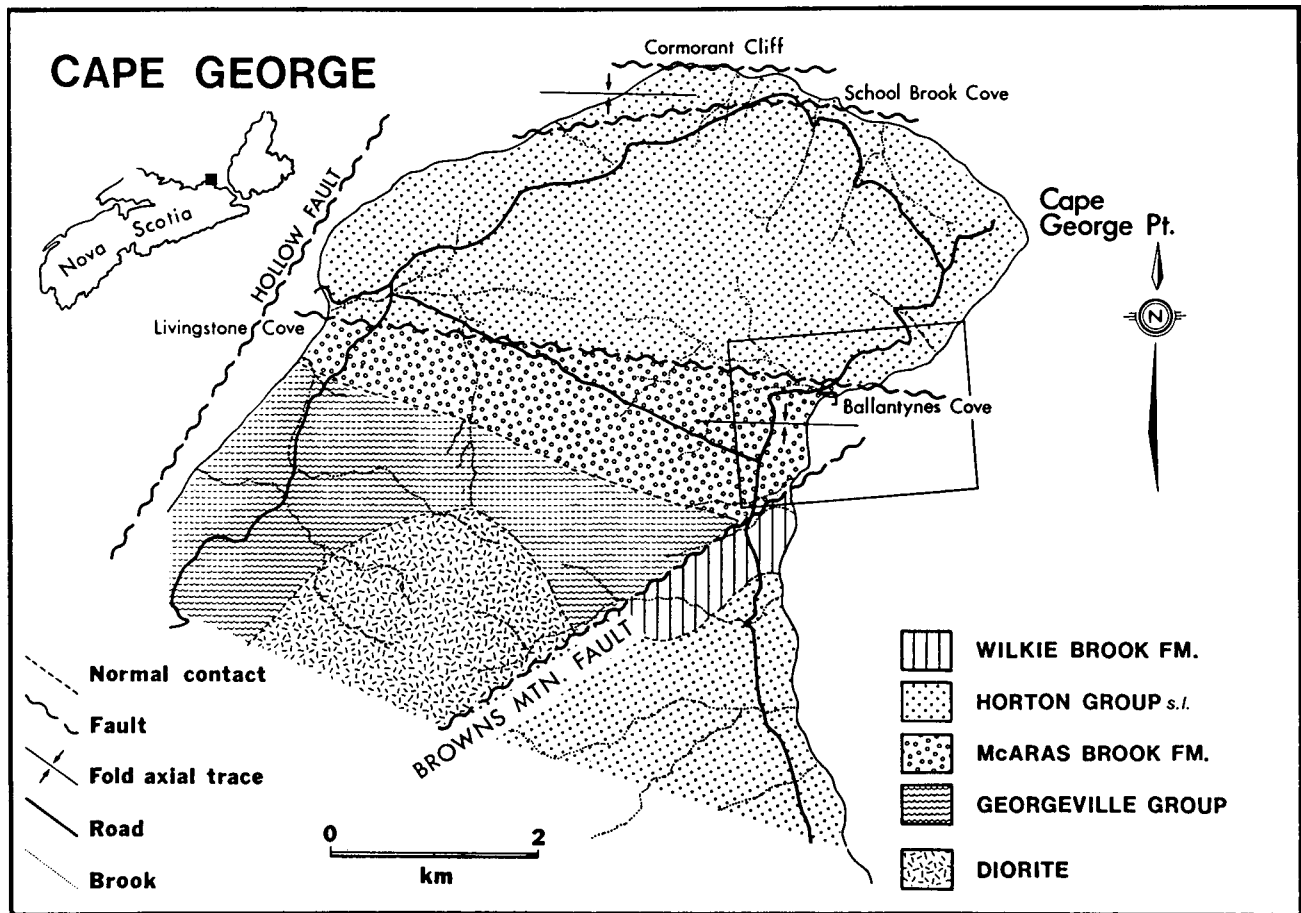 CAPE GEORGE
Cormorant Cliff
School Brook Cove
Nova Scotia
HOLLOW FAULT
Cape
George Pt.
N
Livingstone Cove
Ballantynes Cove
BROWNS MTN FAULT
Normal contact
Fault
Fold axial trace
Road
Brook
0 2
km
WILKIE BROOK FM.
HORTON GROUP s.l.
McARAS BROOK FM.
GEORGEVILLE GROUP
DIORITE